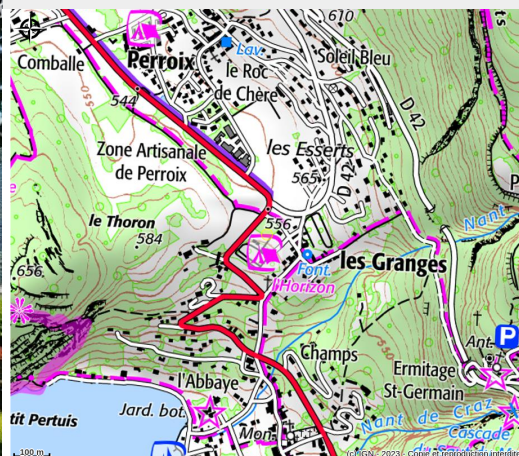 610
Comballe
Perroix
Lav.
Soleil Bleu
le Roc
de Chère
550
544
D 42
Zone Artisanale
de Perroix
les Esserts
565
D 42
le Thoron
584
556
Nant
656
Font.
les Granges
l'Horizon
P
550
Ant.
Champs
Ermitage
St-Germain
l'Abbaye
Jard. bot.
tit Pertuis
Nant de Craz
Mon.
Cascade
100 m
(c) IGN - 2023 - Copie et reproduction interdite